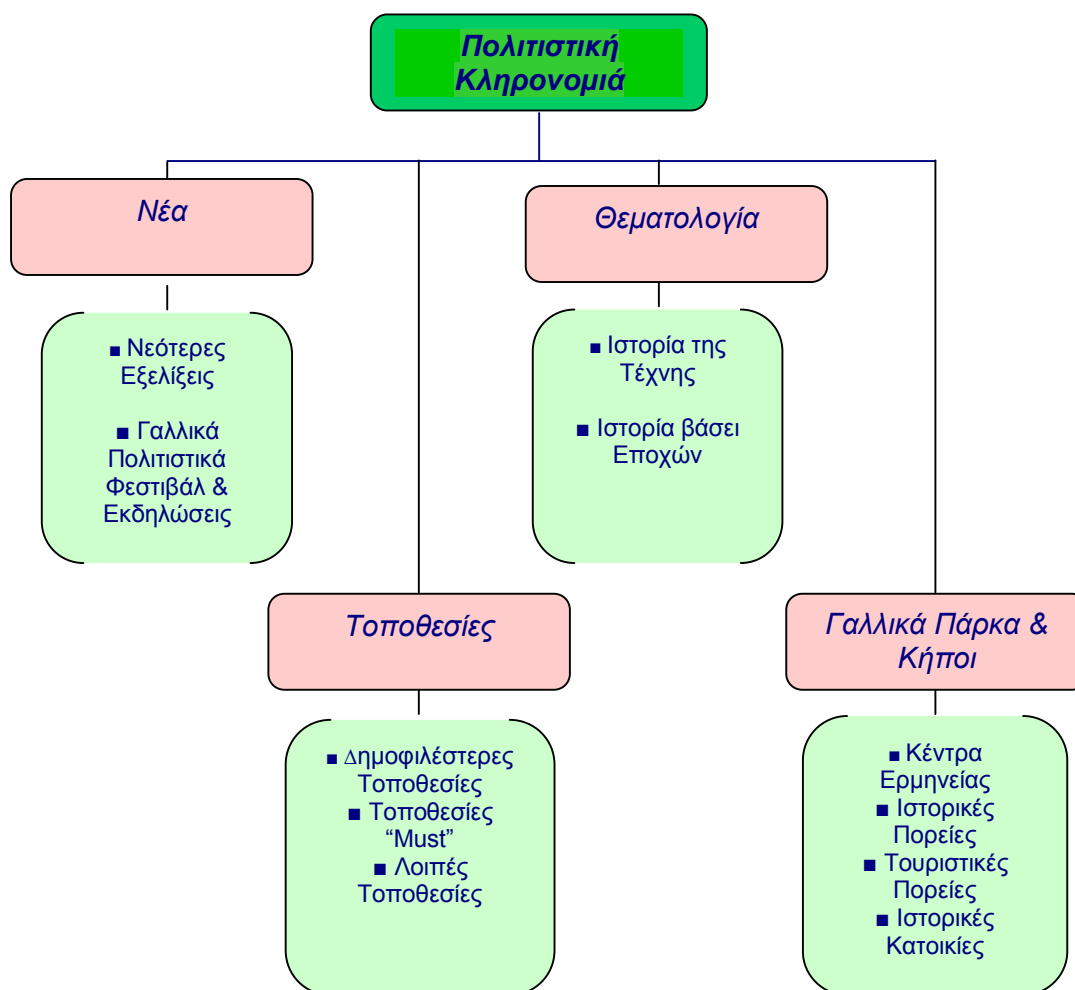 Πολιτιστική
Κληρονομιά
Νέα
Θεματολογία
■ Νεότερες
Εξελίξεις
■ Γαλλικά
Πολιτιστικά
Φεστιβάλ &
Εκδηλώσεις
■ Ιστορία της
Τέχνης
■ Ιστορία βάσει
Εποχών
Τοποθεσίες
Γαλλικά Πάρκα &
Κήποι
■ ∆ημοφιλέστερες
Τοποθεσίες
■ Τοποθεσίες
“Must”
■ Λοιπές
Τοποθεσίες
■ Κέντρα
Ερμηνείας
■ Ιστορικές
Πορείες
■ Τουριστικές
Πορείες
■ Ιστορικές
Κατοικίες